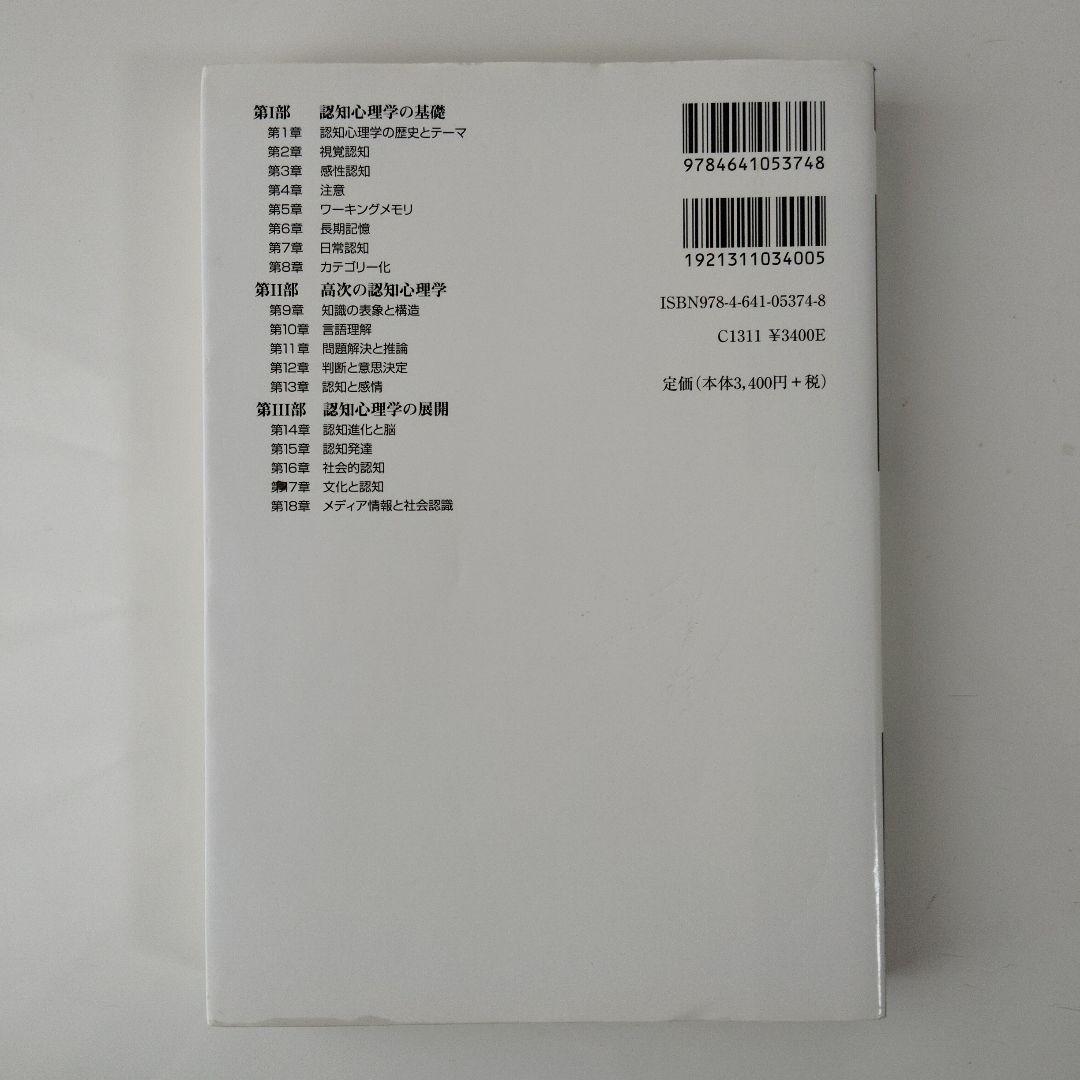 第I部 認知心理学の基礎
第1章 認知心理学の歴史とテーマ
第2章 視覚認知
第3章 感性認知
第4章 注意
第5章 ワーキングメモリ
第6章 長期記憶
第7章 日常認知
第8章 カテゴリー化
第II部 高次の認知心理学
第9章 知識の表象と構造
第10章 言語理解
第11章 問題解決と推論
第12章 判断と意思決定
第13章 認知と感情
第III部 認知心理学の展開
第14章 認知進化と脳
第15章 認知発達
第16章 社会的認知
第17章 文化と認知
第18章 メディア情報と社会認識
9784641053748
1921311034005
ISBN978-4-641-05374-8
C1311 ¥3400E
定価(本体3,400円+税)